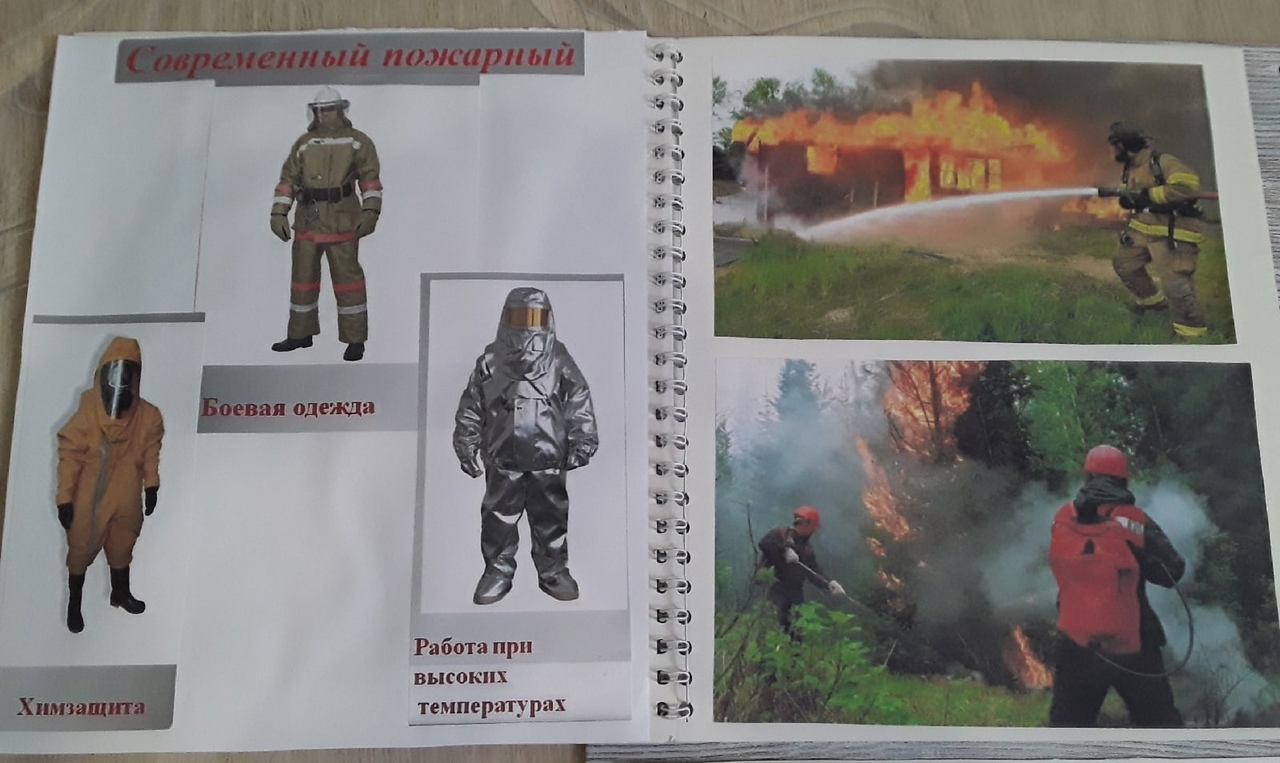 Современный пожарный
Боевая одежда
Работа при
высоких
температурах
Химзащита